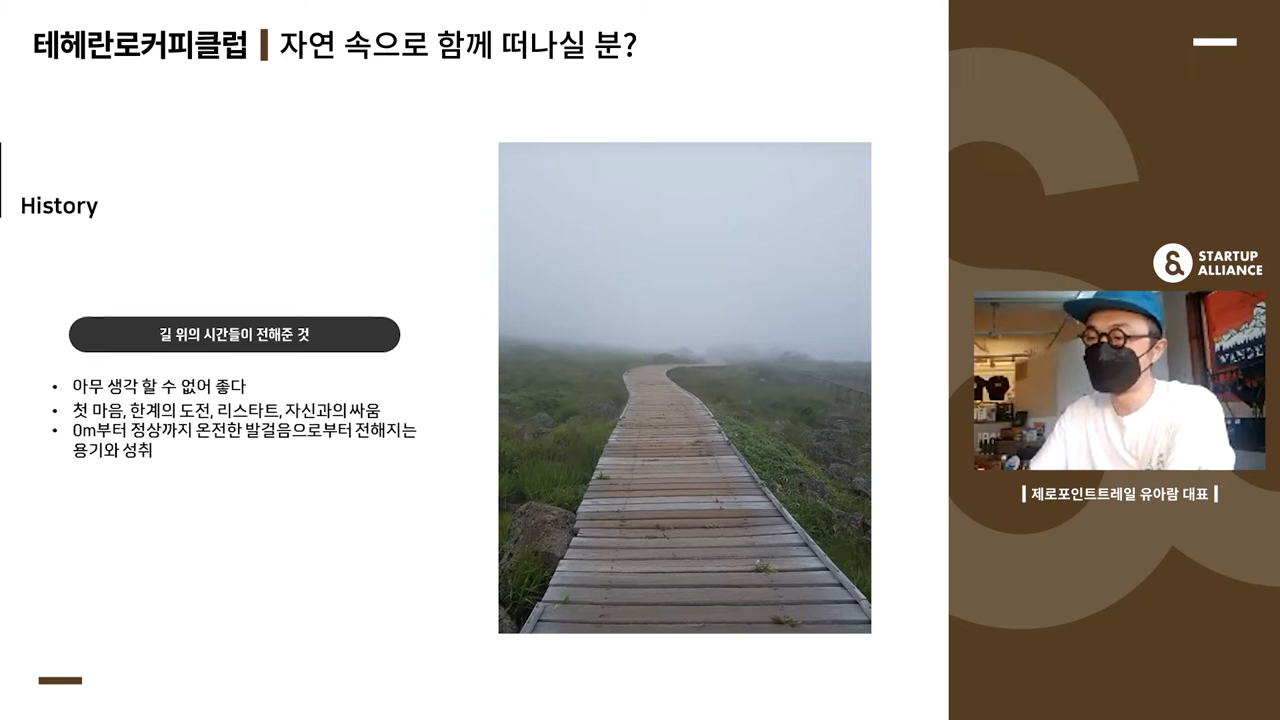 테헤란로커피클럽 | 자연 속으로 함께 떠나실 분?
History
길 위의 시간들이 전해준 것
• 아무 생각 할 수 없어 좋다
• 첫 마음, 한계의 도전, 리스타트, 자신과의 싸움
• 0m부터 정상까지 온전한 발걸음으로부터 전해지는
용기와 성취
STARTUP
ALLIANCE
| 제로포인트트레일 유아람 대표 |